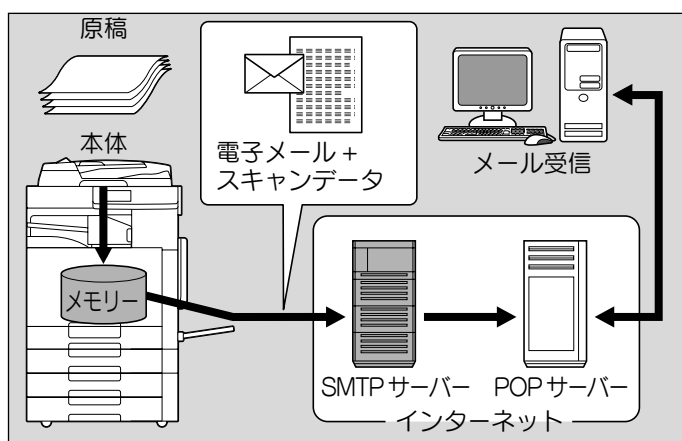 原稿
本体
メモリー
電子メール +
スキャンデータ
メール受信
SMTP サーバー
POP サーバー
インターネット